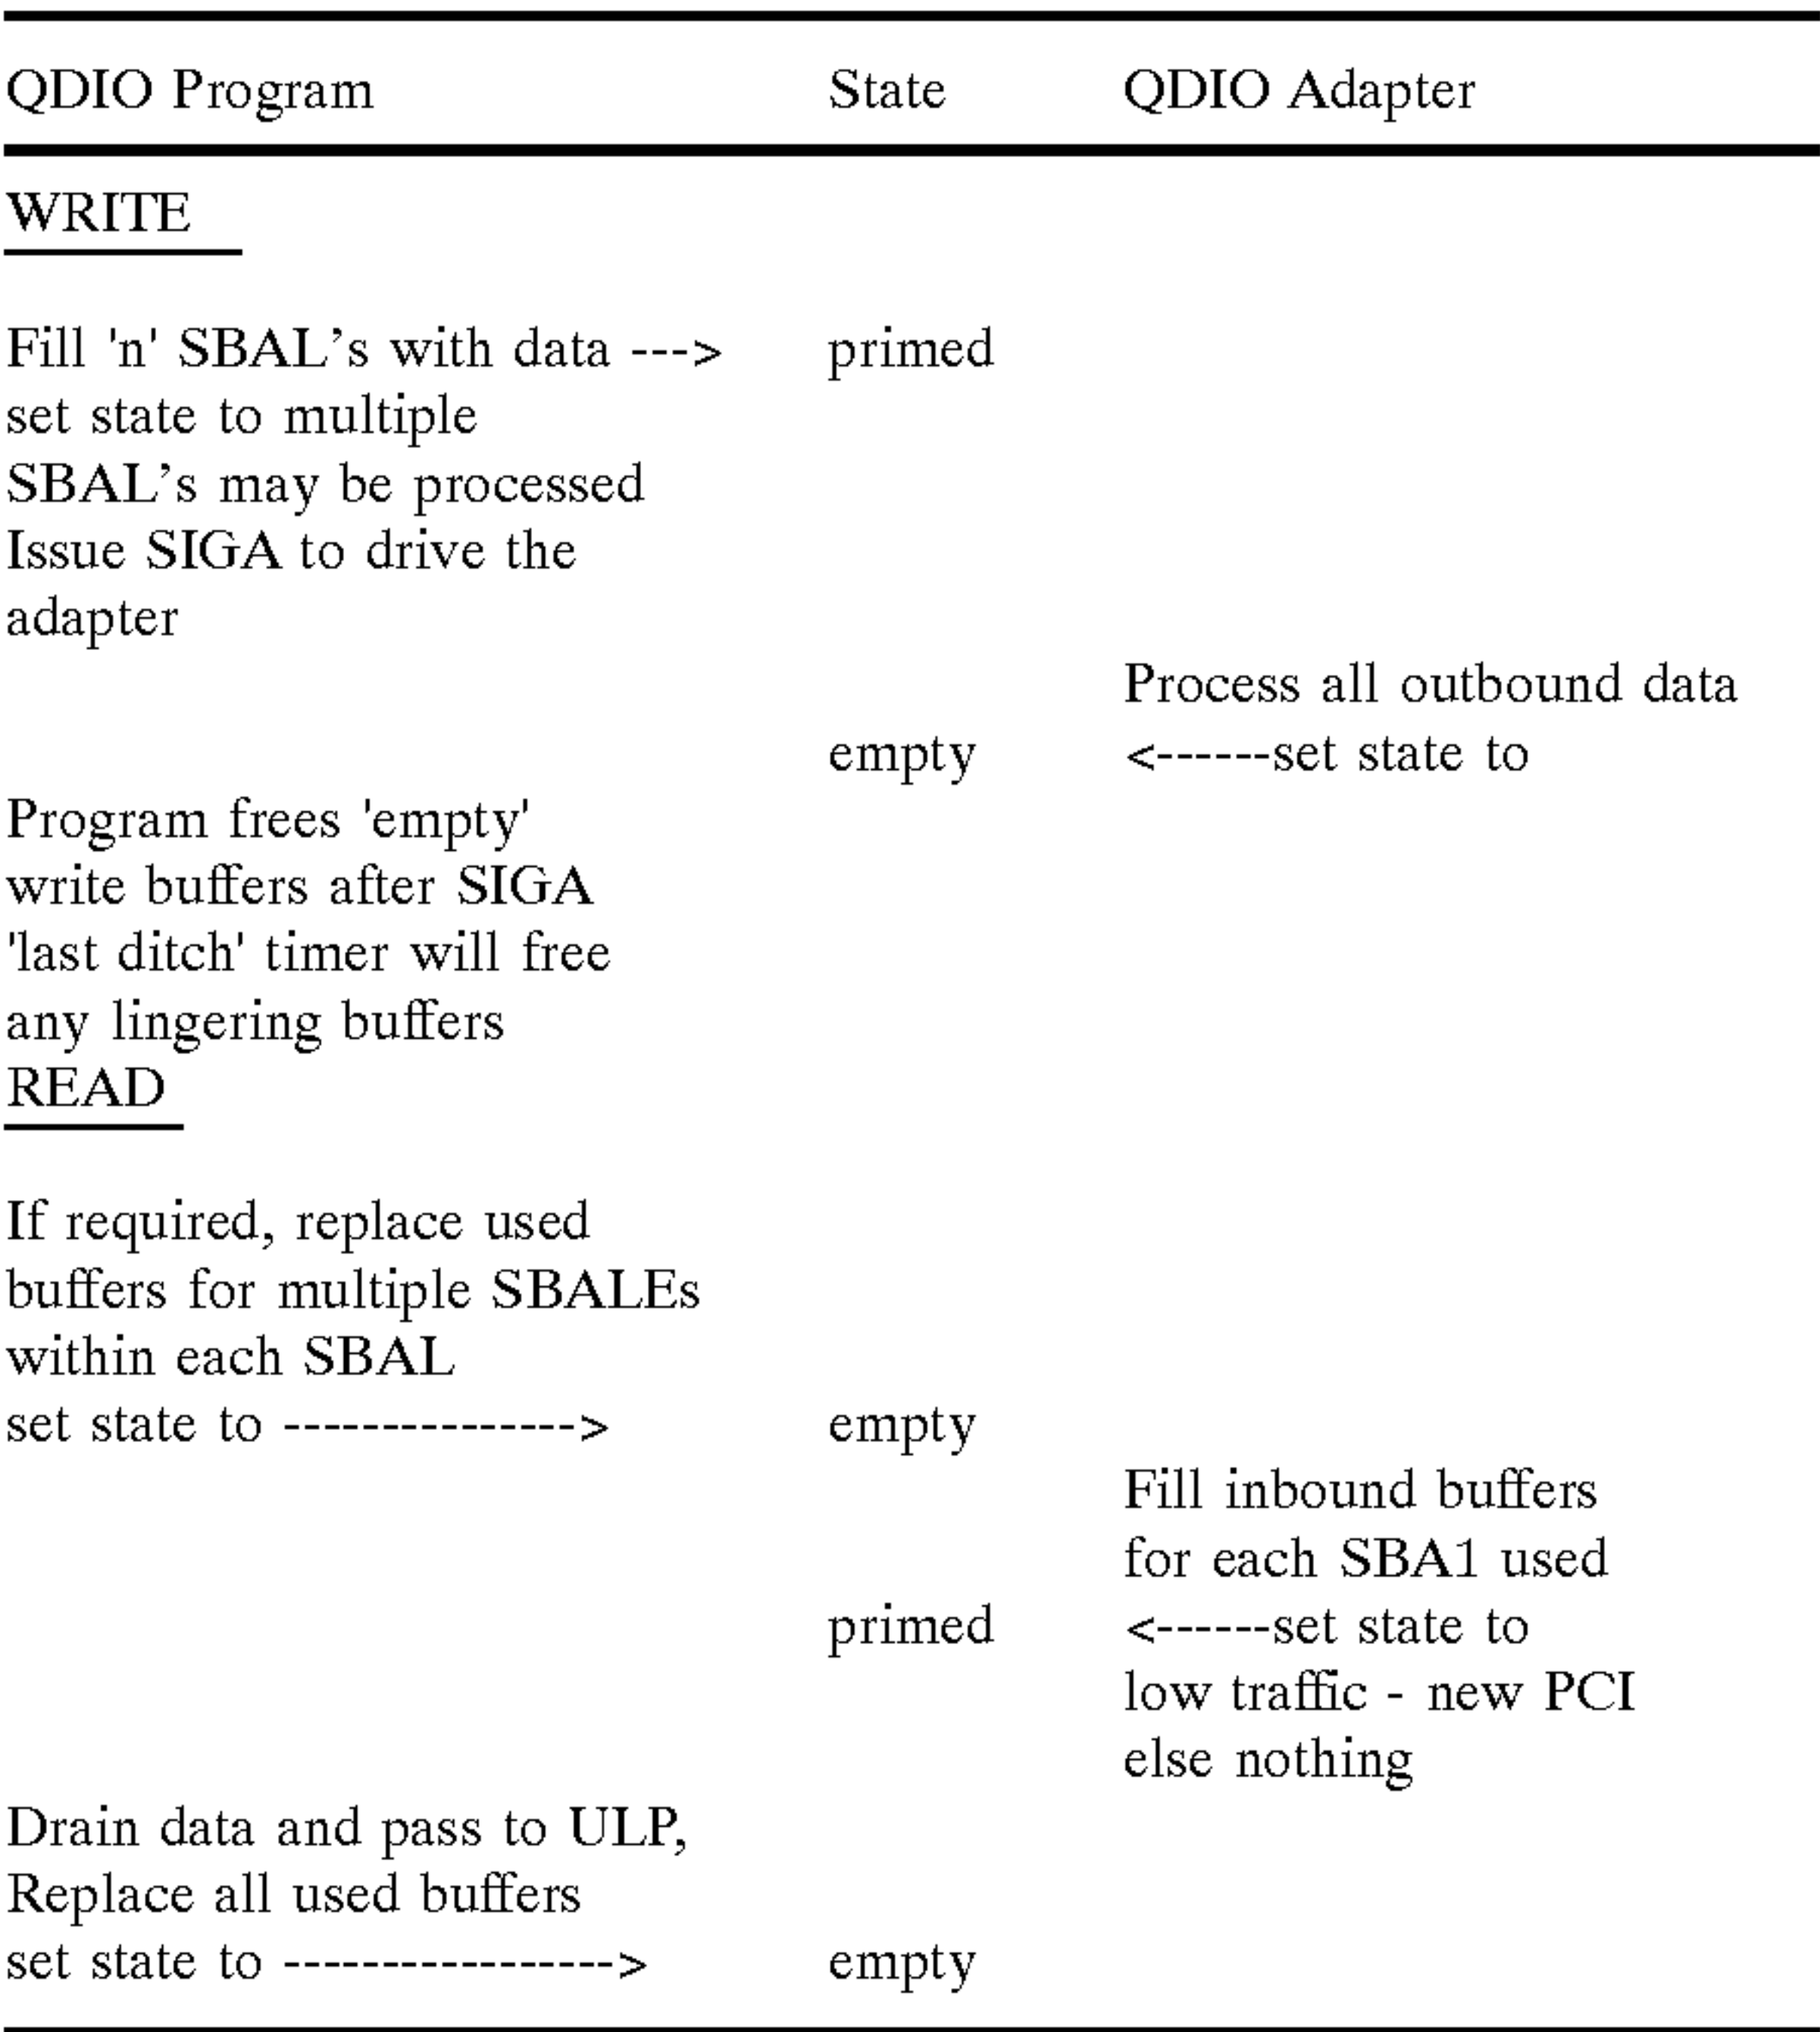 QDIO Program State QDIO Adapter
WRITE
Fill 'n' SBAL's with data ---> primed
set state to multiple
SBAL's may be processed
Issue SIGA to drive the
adapter
Process all outbound data
empty <------set state to
Program frees 'empty'
write buffers after SIGA
'last ditch' timer will free
any lingering buffers
READ
If required, replace used
buffers for multiple SBALEs
within each SBAL
set state to ---------------> empty
Fill inbound buffers
for each SBA1 used
primed <------set state to
low traffic - new PCI
else nothing
Drain data and pass to ULP,
Replace all used buffers
set state to -----------------> empty